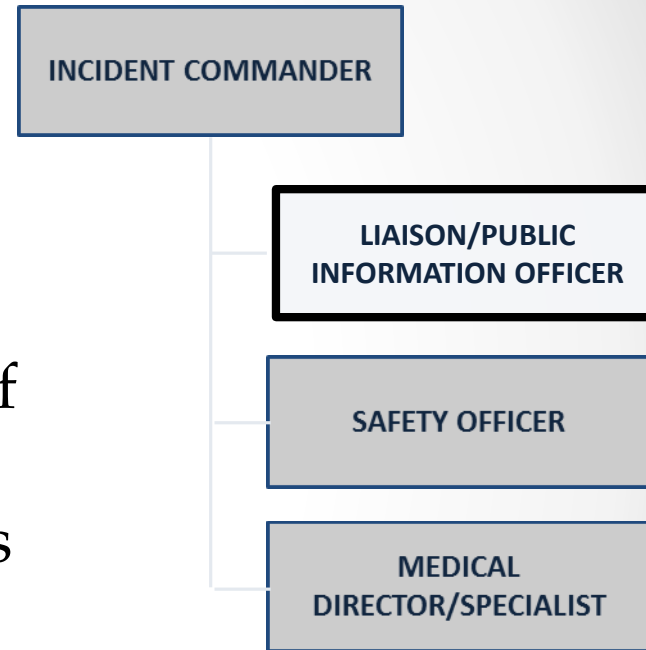 INCIDENT COMMANDER
LIAISON/PUBLIC
INFORMATION OFFICER
SAFETY OFFICER
MEDICAL
DIRECTOR/SPECIALIST